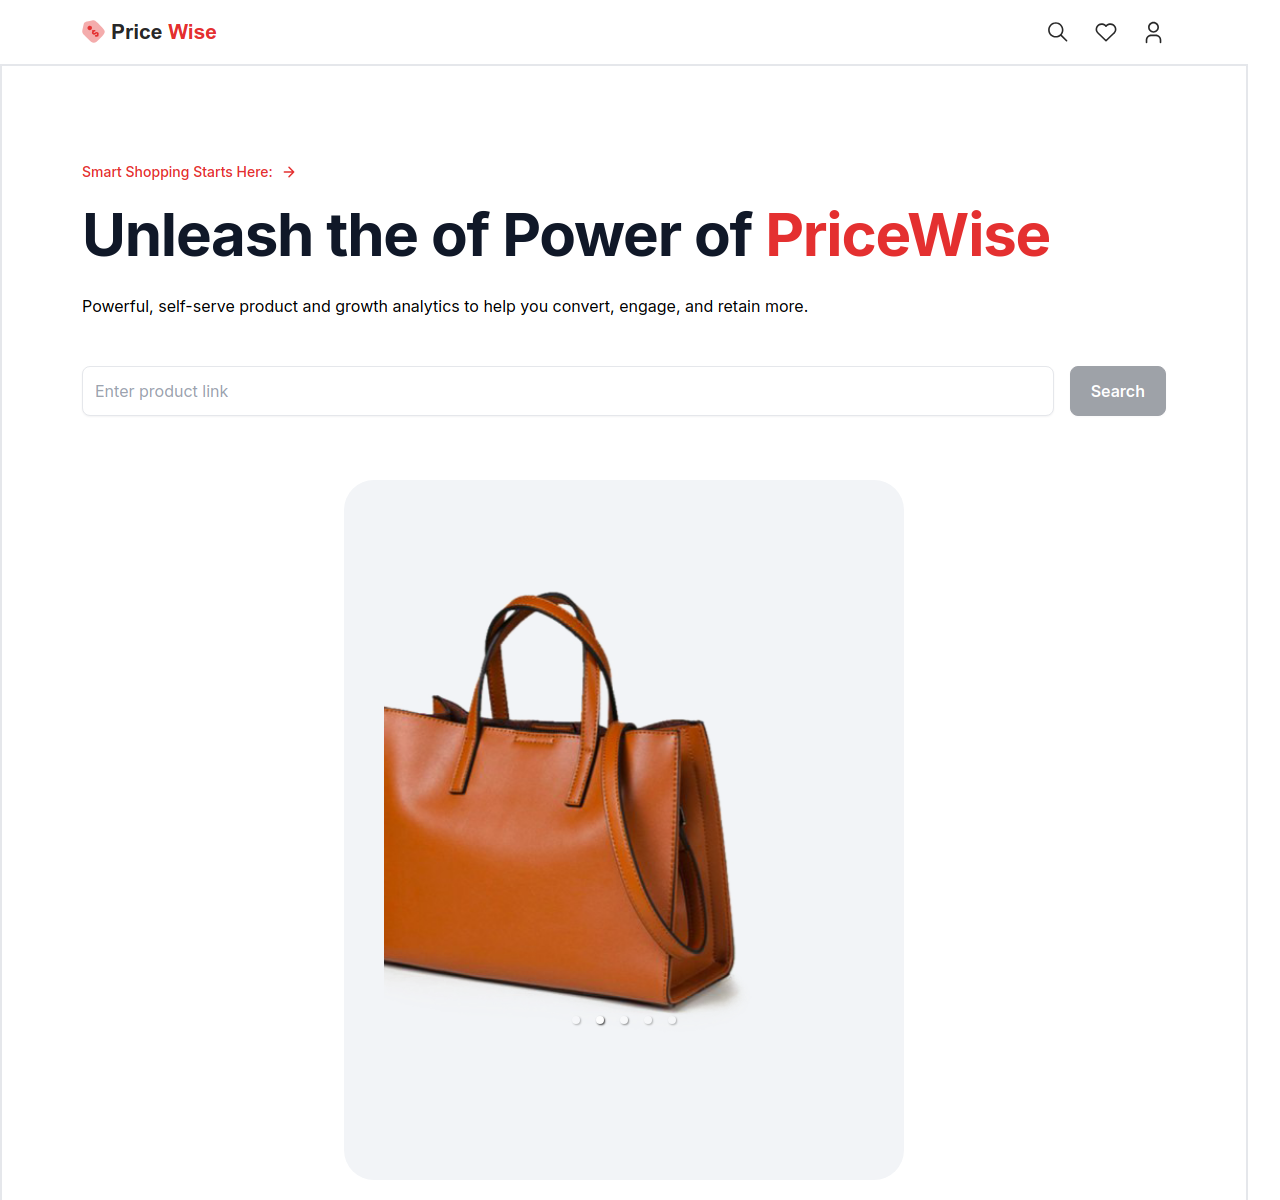 Price Wise
Smart Shopping Starts Here:
Unleash the of Power of PriceWise
Powerful, self-serve product and growth analytics to help you convert, engage, and retain more.
Enter product link
Search